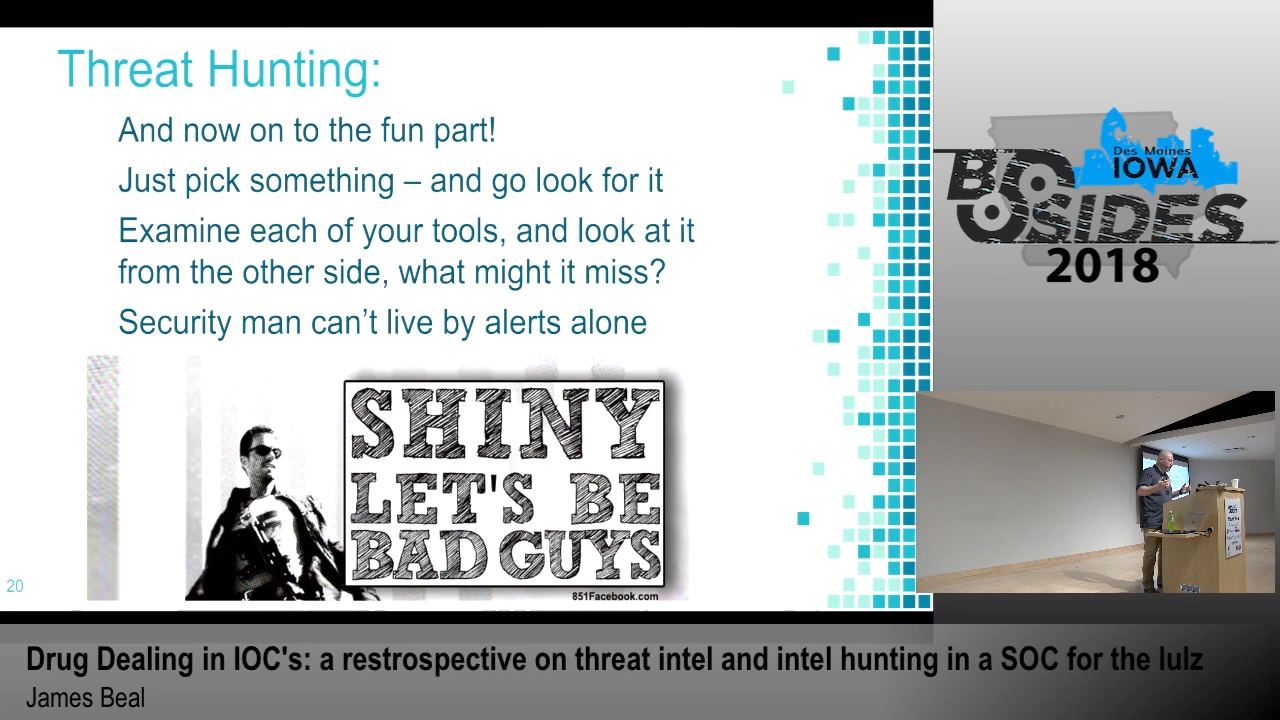 Threat Hunting:
And now on to the fun part!
Just pick something – and go look for it
Examine each of your tools, and look at it
from the other side, what might it miss?
Security man can't live by alerts alone
SHINY
LET'S BE
BAD GUYS
851Facebook.com
20
Des Moines
IOWA
BSIDES
2018
Drug Dealing in IOC's: a restrospective on threat intel and intel hunting in a SOC for the lulz
James Beal